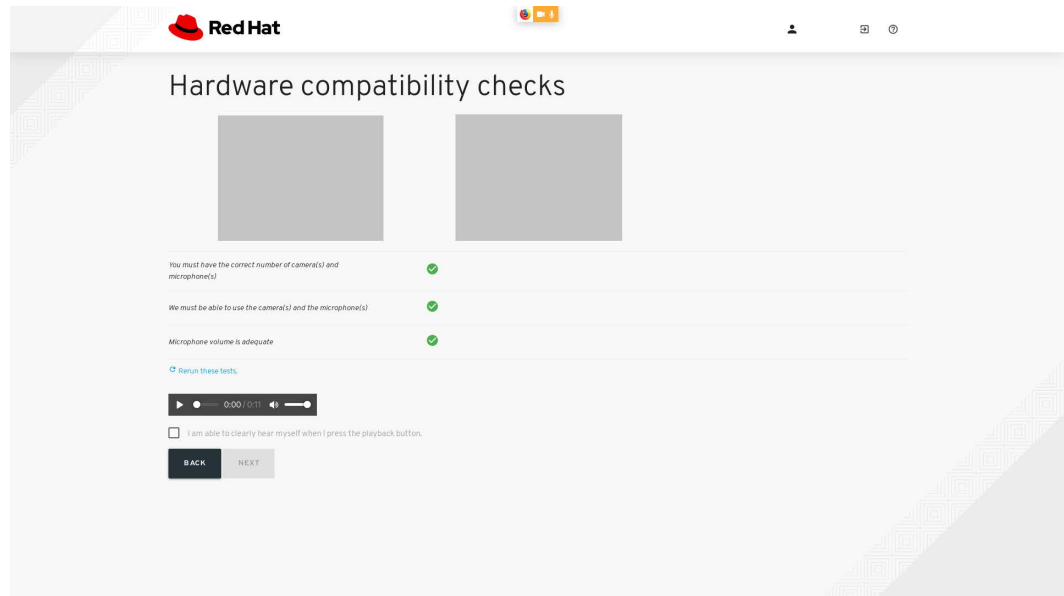 Red Hat
Hardware compatibility checks
You must have the correct number of camera(s) and
microphone(s)
We must be able to use the camera(s) and the microphone(s)
Microphone volume is adequate
Rerun these tests.
0:00 / 0:11
I am able to clearly hear myself when I press the playback button.
BACK NEXT